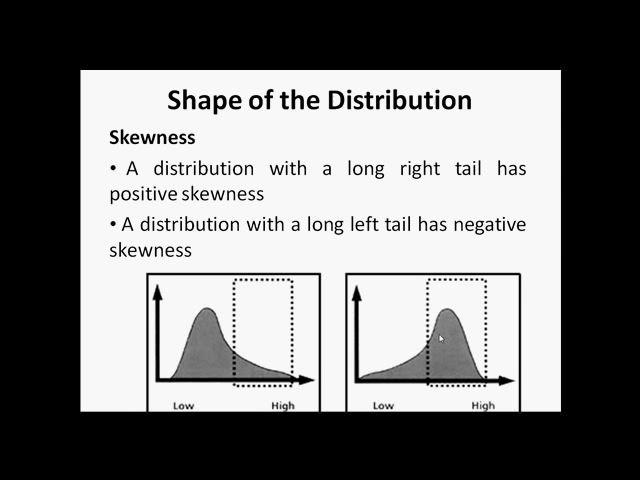 Shape of the Distribution
Skewness
• A distribution with a long right tail has
positive skewness
• A distribution with a long left tail has negative
skewness
Low High Low High